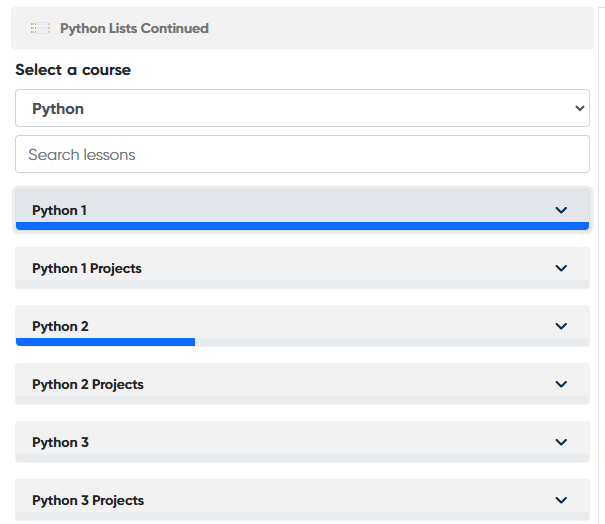 Python Lists Continued
Select a course
Python
Search lessons
Python 1
Python 1 Projects
Python 2
Python 2 Projects
Python 3
Python 3 Projects